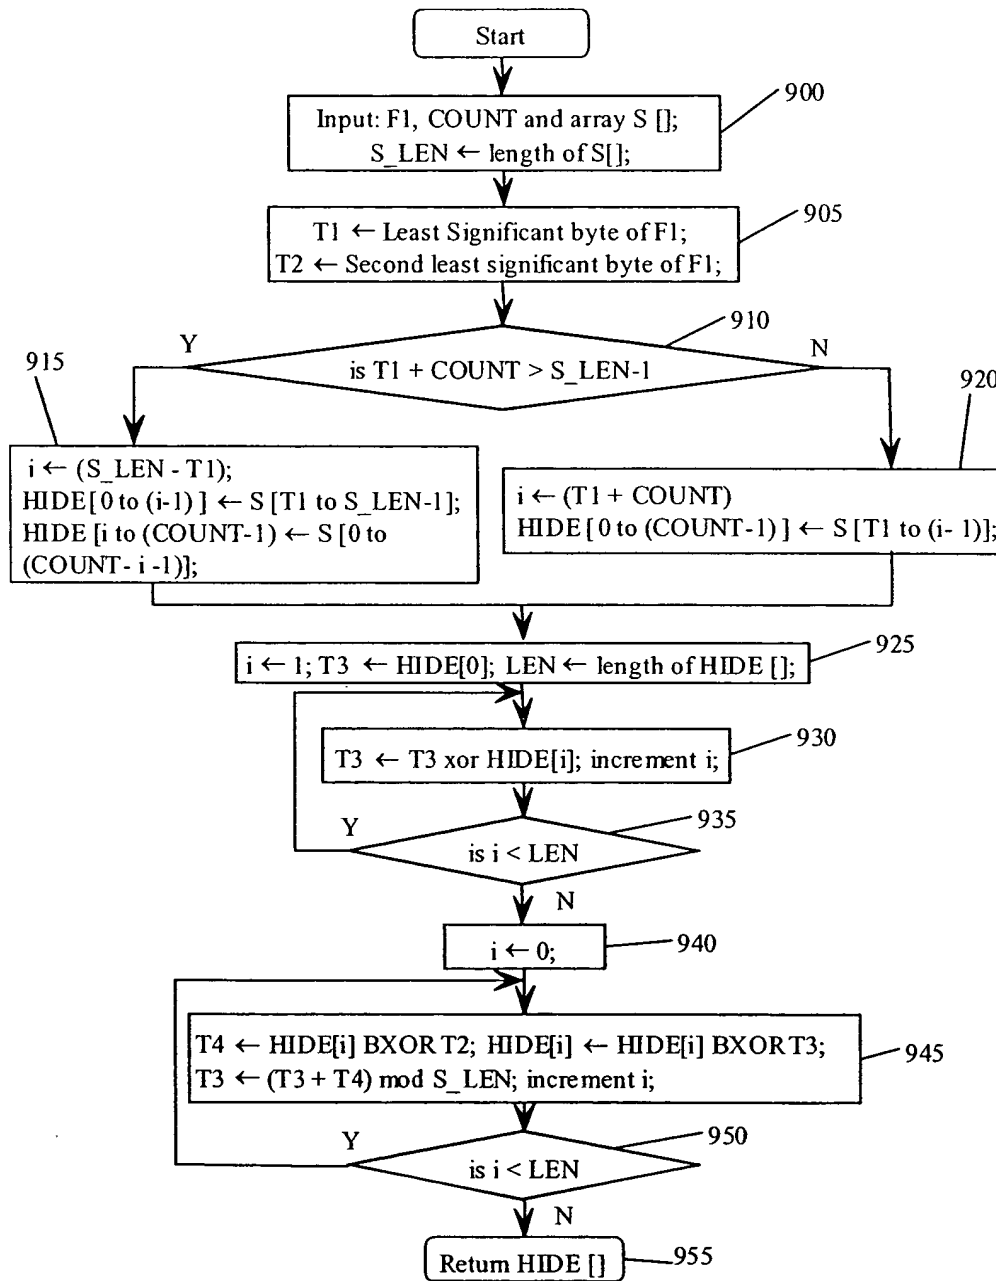 Start
900
Input: F1, COUNT and array S [];
S_LEN ← length of S[];
905
T1 ← Least Significant byte of F1;
T2 ← Second least significant byte of F1;
910
Y
N
is T1 + COUNT > S_LEN-1
915
920
i ← (S_LEN - T1);
HIDE[0 to (i-1)] ← S [T1 to S_LEN-1];
HIDE [i to (COUNT-1) ← S [0 to
(COUNT- i -1)];
i ← (T1 + COUNT)
HIDE[0 to (COUNT-1)] ← S [T1 to (i- 1)];
925
i ← 1; T3 ← HIDE[0]; LEN ← length of HIDE [];
930
T3 ← T3 xor HIDE[i]; increment i;
935
Y
is i < LEN
N
940
i ← 0;
T4 ← HIDE[i] BXOR T2; HIDE[i] ← HIDE[i] BXOR T3;
T3 ← (T3 + T4) mod S_LEN; increment i;
945
950
Y
is i < LEN
N
Return HIDE []
955